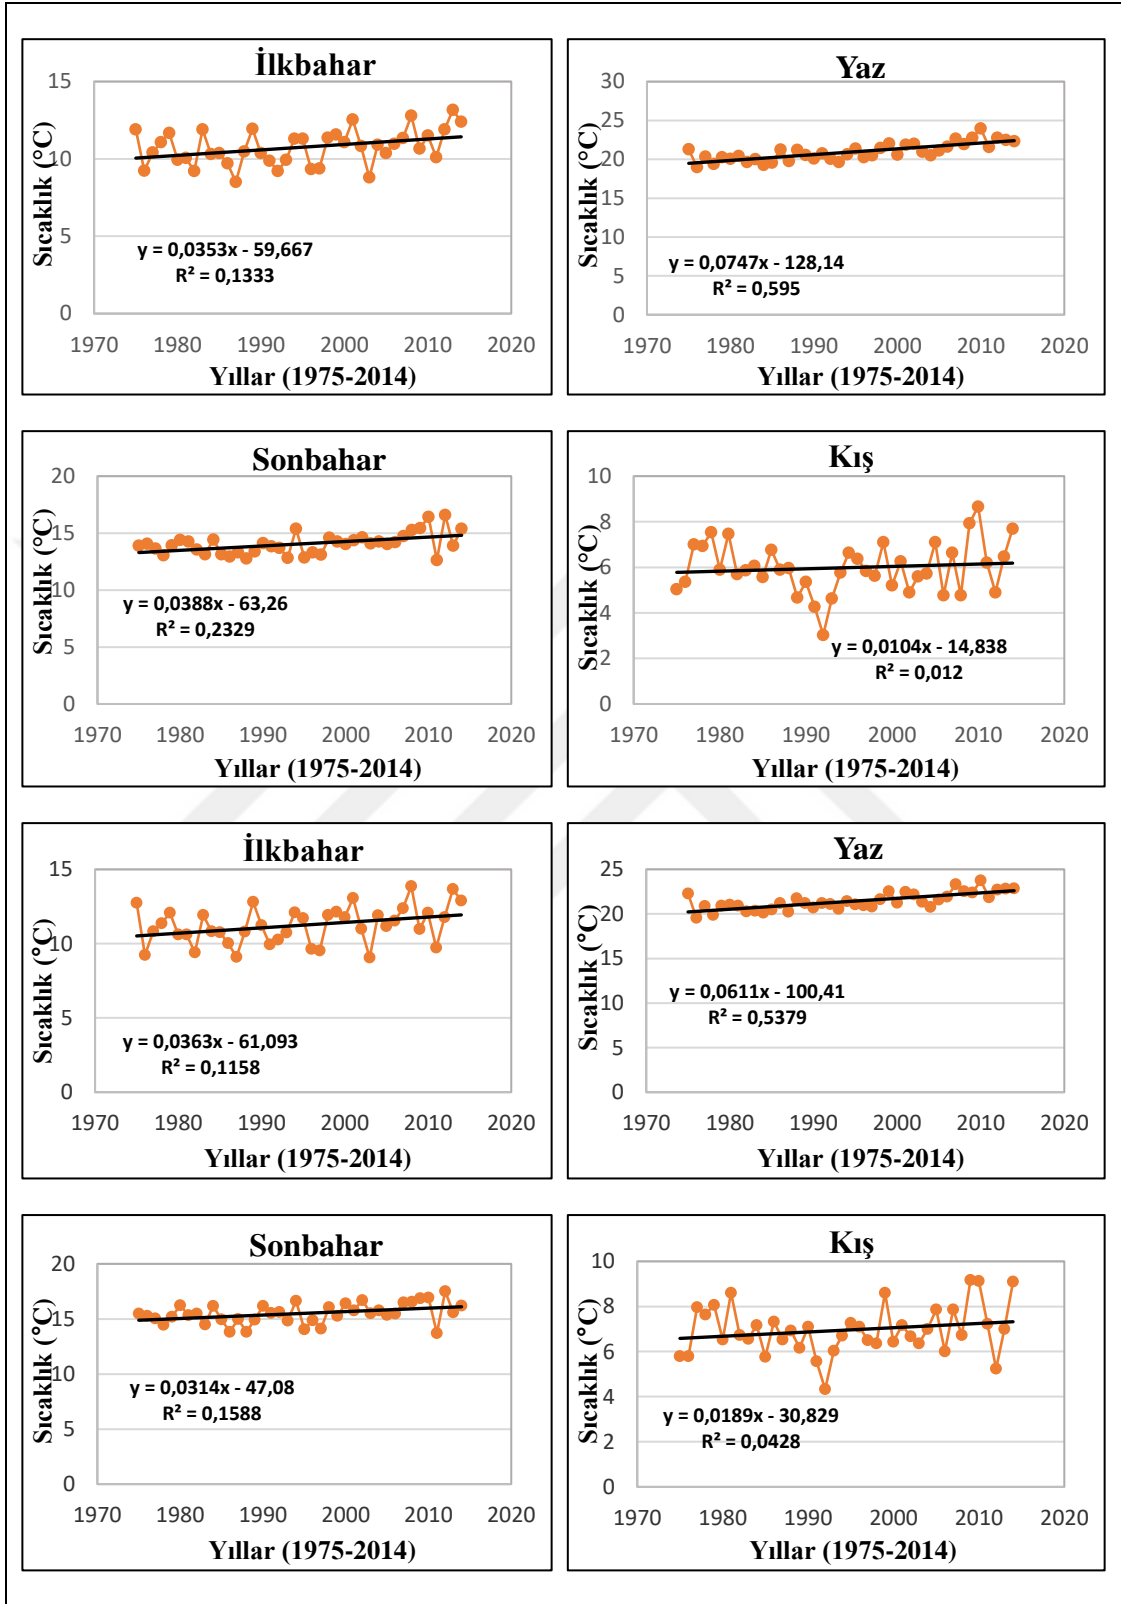 İlkbahar
Sıcaklık (°C)
15
10
5
0
y = 0,0353x - 59,667
R² = 0,1333
1970 1980 1990 2000 2010 2020
Yıllar (1975-2014)
Yaz
Sıcaklık (°C)
30
25
20
15
10
5
0
y = 0,0747x - 128,14
R² = 0,595
1970 1980 1990 2000 2010 2020
Yıllar (1975-2014)
Sonbahar
Sıcaklık (°C)
20
15
10
5
0
y = 0,0388x - 63,26
R² = 0,2329
1970 1980 1990 2000 2010 2020
Yıllar (1975-2014)
Kış
Sıcaklık (°C)
10
8
6
4
2
0
y = 0,0104x - 14,838
R² = 0,012
1970 1980 1990 2000 2010 2020
Yıllar (1975-2014)
İlkbahar
Sıcaklık (°C)
15
10
5
0
y = 0,0363x - 61,093
R² = 0,1158
1970 1980 1990 2000 2010 2020
Yıllar (1975-2014)
Yaz
Sıcaklık (°C)
25
20
15
10
5
0
y = 0,0611x - 100,41
R² = 0,5379
1970 1980 1990 2000 2010 2020
Yıllar (1975-2014)
Sonbahar
Sıcaklık (°C)
20
15
10
5
0
y = 0,0314x - 47,08
R² = 0,1588
1970 1980 1990 2000 2010 2020
Yıllar (1975-2014)
Kış
Sıcaklık (°C)
10
8
6
4
2
0
y = 0,0189x - 30,829
R² = 0,0428
1970 1980 1990 2000 2010 2020
Yıllar (1975-2014)